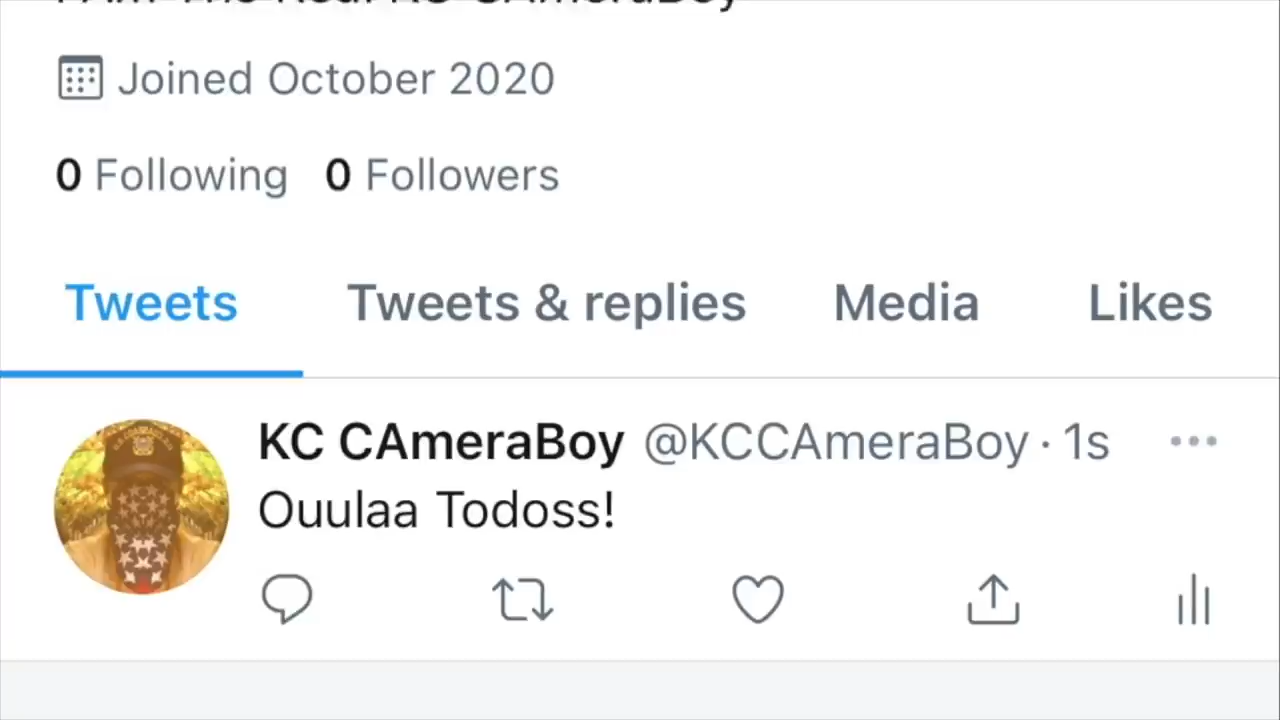 Joined October 2020
0 Following 0 Followers
Tweets Tweets & replies Media Likes
KC CAmeraBoy @KCCAmeraBoy · 1s
Ouulaa Todoss!